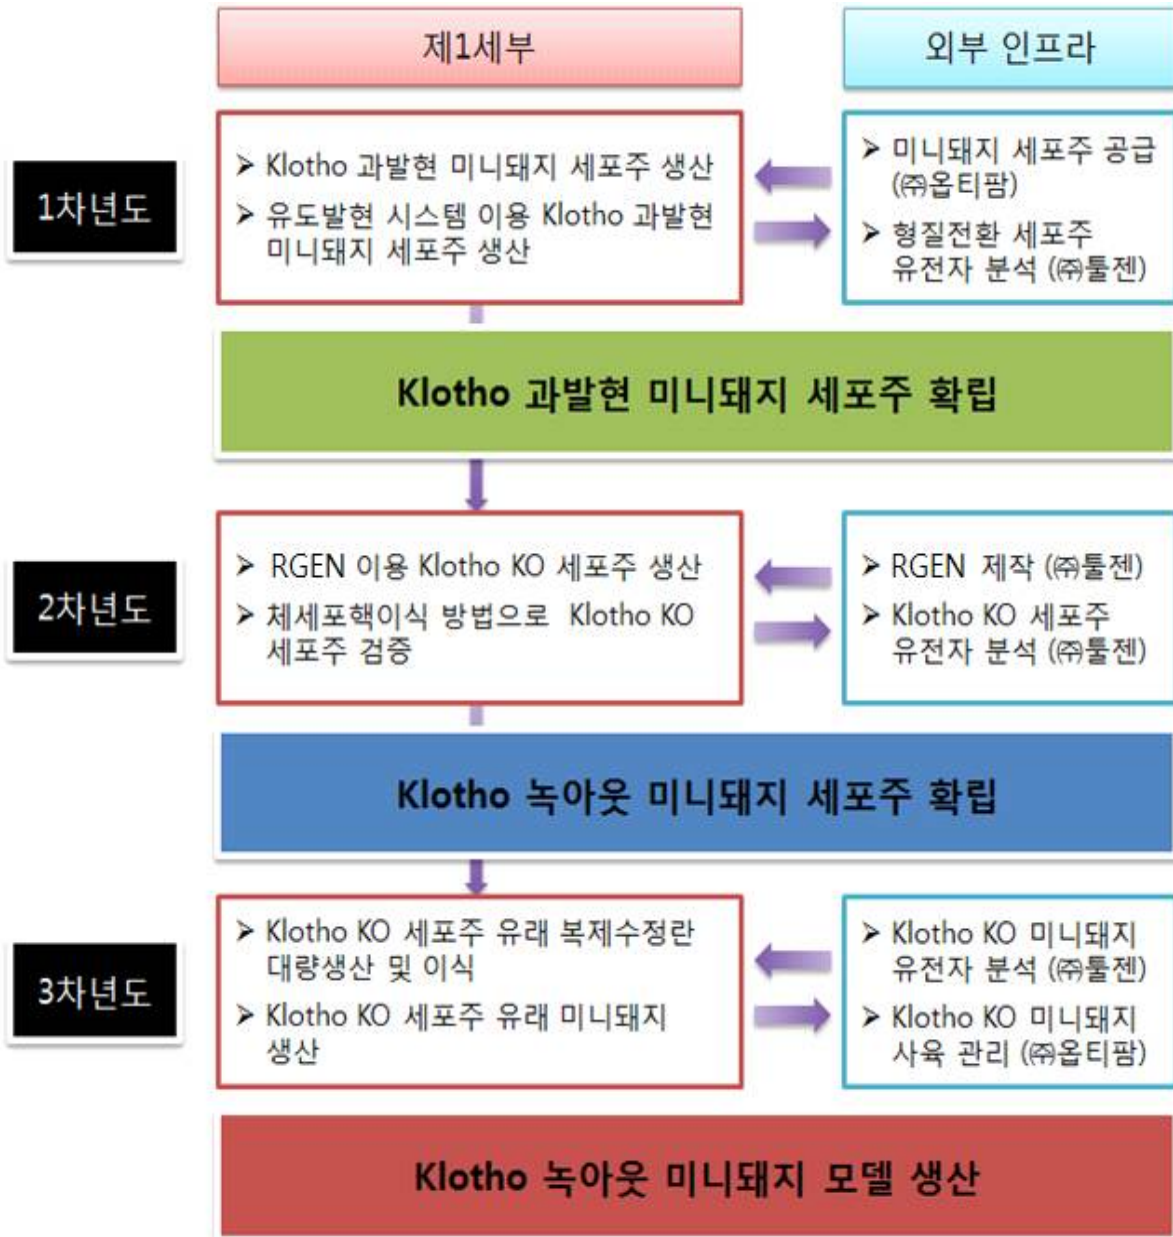 제1세부
외부 인프라
1차년도
➢ Klotho 과발현 미니돼지 세포주 생산
➢ 유도발현 시스템 이용 Klotho 과발현
미니돼지 세포주 생산
➢ 미니돼지 세포주 공급
(㈜옵티팜)
➢ 형질전환 세포주
유전자 분석 (㈜툴젠)
Klotho 과발현 미니돼지 세포주 확립
2차년도
➢ RGEN 이용 Klotho KO 세포주 생산
➢ 체세포핵이식 방법으로 Klotho KO
세포주 검증
➢ RGEN 제작 (㈜툴젠)
➢ Klotho KO 세포주
유전자 분석 (㈜툴젠)
Klotho 녹아웃 미니돼지 세포주 확립
3차년도
➢ Klotho KO 세포주 유래 복제수정란
대량생산 및 이식
➢ Klotho KO 세포주 유래 미니돼지
생산
➢ Klotho KO 미니돼지
유전자 분석 (㈜툴젠)
➢ Klotho KO 미니돼지
사육 관리 (㈜옵티팜)
Klotho 녹아웃 미니돼지 모델 생산